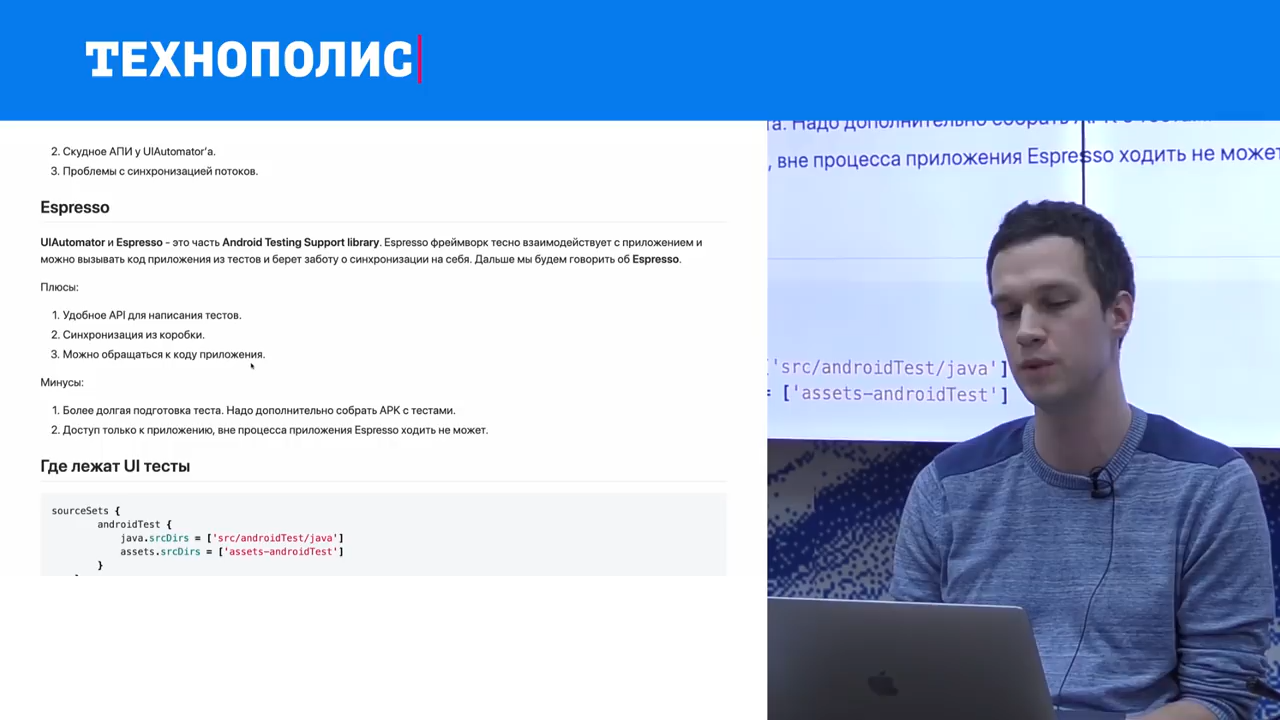 ТЕХНОПОЛИС
2. Скудное АПИ у UIAutomator'а.
3. Проблемы с синхронизацией потоков.
Espresso
UIAutomator и Espresso - это часть Android Testing Support library. Espresso фреймворк тесно взаимодействует с приложением и
можно вызывать код приложения из тестов и берет заботу о синхронизации на себя. Дальше мы будем говорить об Espresso.
Плюсы:
1. Удобное API для написания тестов.
2. Синхронизация из коробки.
3. Можно обращаться к коду приложения.
Минусы:
1. Более долгая подготовка теста. Надо дополнительно собрать APK с тестами.
2. Доступ только к приложению, вне процесса приложения Espresso ходить не может.
Где лежат UI тесты
sourceSets {
androidTest {
java.srcDirs = ['src/androidTest/java']
assets.srcDirs = ['assets-androidTest']
}
та. Надо дополнительно собрать APK с тестами.
, вне процесса приложения Espresso ходить не может
['src/androidTest/java']
= ['assets-androidTest']